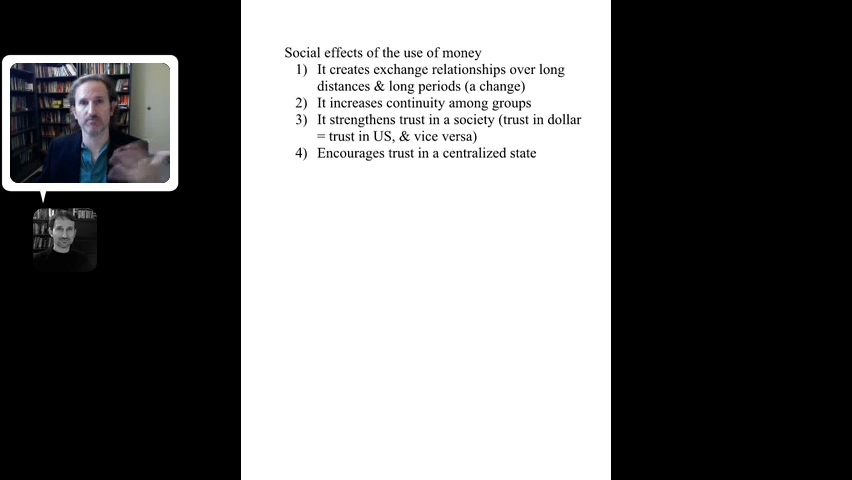 Social effects of the use of money
1) It creates exchange relationships over long
distances & long periods (a change)
2) It increases continuity among groups
3) It strengthens trust in a society (trust in dollar
= trust in US, & vice versa)
4) Encourages trust in a centralized state